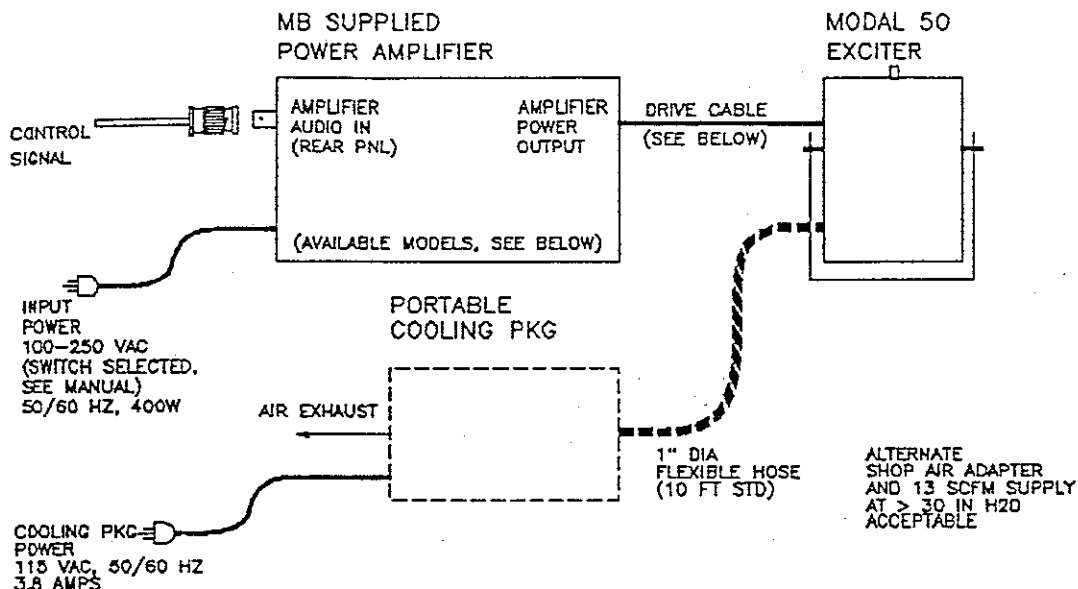 MB SUPPLIED
POWER AMPLIFIER
MODAL 50
EXCITER
CONTROL
SIGNAL
AMPLIFIER
AUDIO IN
(REAR PNL)
AMPLIFIER
POWER
OUTPUT
DRIVE CABLE
(SEE BELOW)
(AVAILABLE MODELS, SEE BELOW)
INPUT
POWER
100-250 VAC
(SWITCH SELECTED,
SEE MANUAL)
50/60 HZ, 400W
PORTABLE
COOLING PKG
AIR EXHAUST
1" DIA
FLEXIBLE HOSE
(10 FT STD)
ALTERNATE
SHOP AIR ADAPTER
AND 13 SCFM SUPPLY
AT > 30 IN H2O
ACCEPTABLE
COOLING PKG
POWER
115 VAC, 50/60 HZ
3.8 AMPS